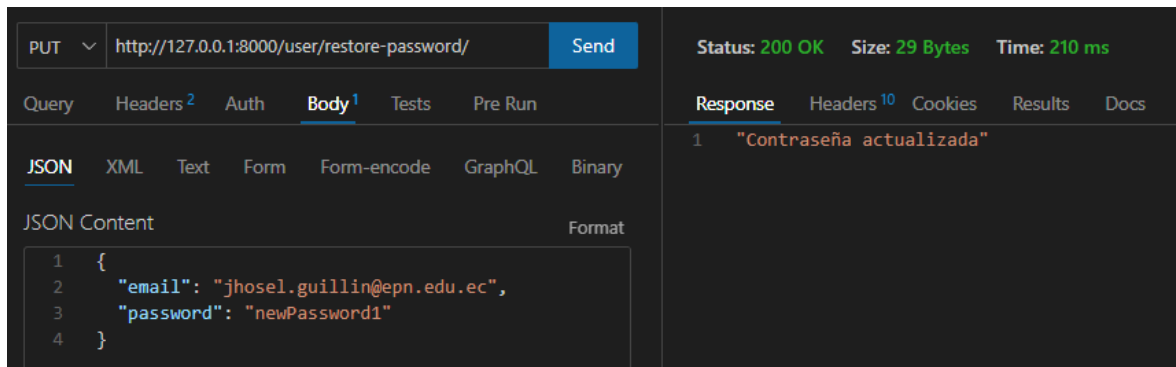 PUT http://127.0.0.1:8000/user/restore-password/ Send
Query Headers 2 Auth Body 1 Tests Pre Run
JSON XML Text Form Form-encode GraphQL Binary
JSON Content Format
1 {
2 "email": "jhosel.guillin@epn.edu.ec",
3 "password": "newPassword1"
4 }
Status: 200 OK Size: 29 Bytes Time: 210 ms
Response Headers 10 Cookies Results Docs
1 "Contraseña actualizada"